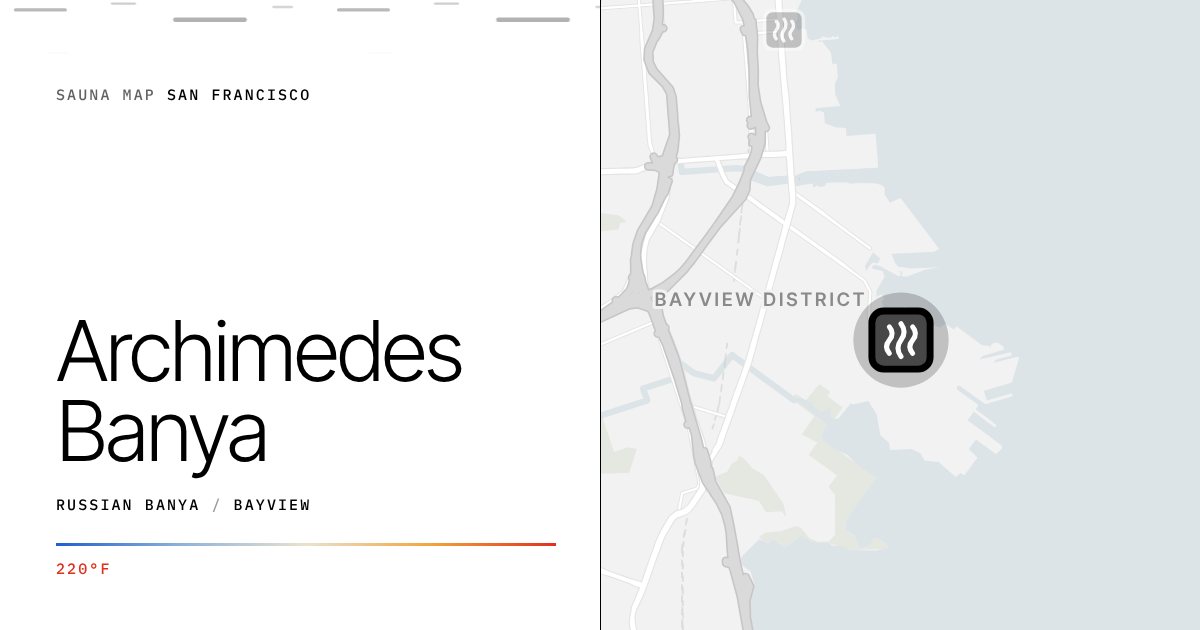 SAUNA MAP SAN FRANCISCO
Archimedes
Banya
RUSSIAN BANYA / BAYVIEW
220°F
BAYVIEW DISTRICT